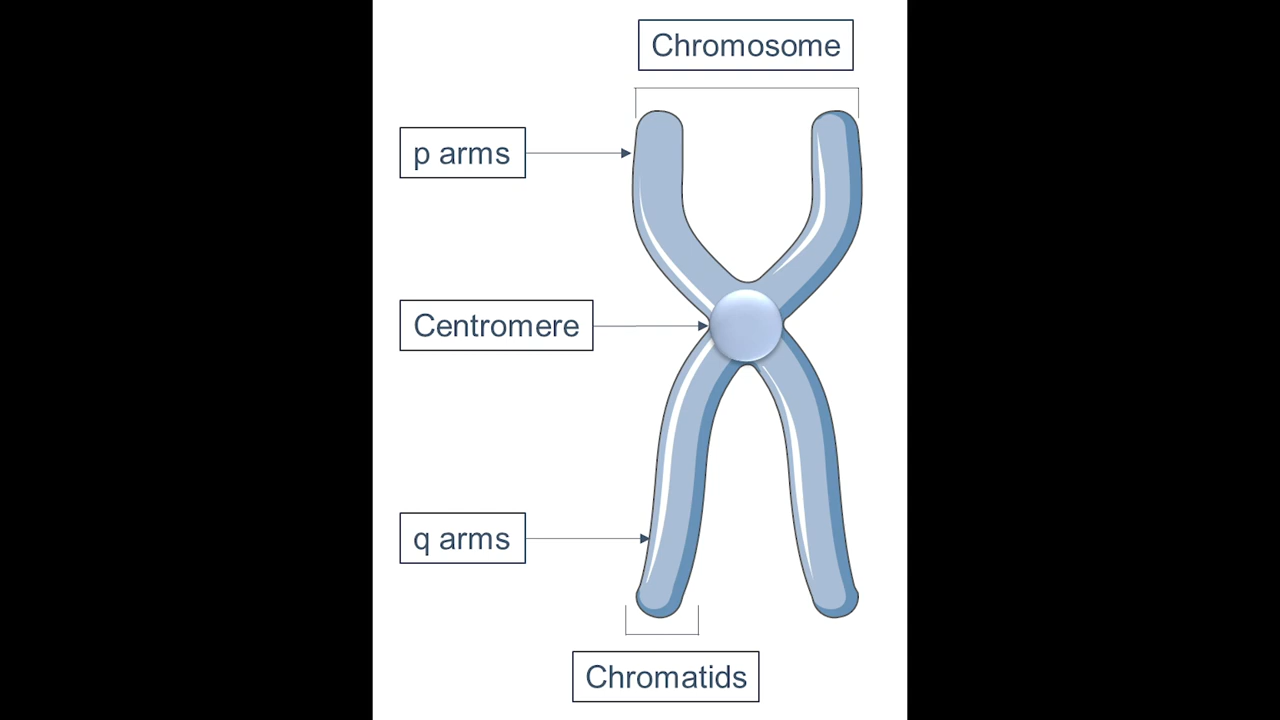 Chromosome
p arms
Centromere
q arms
Chromatids